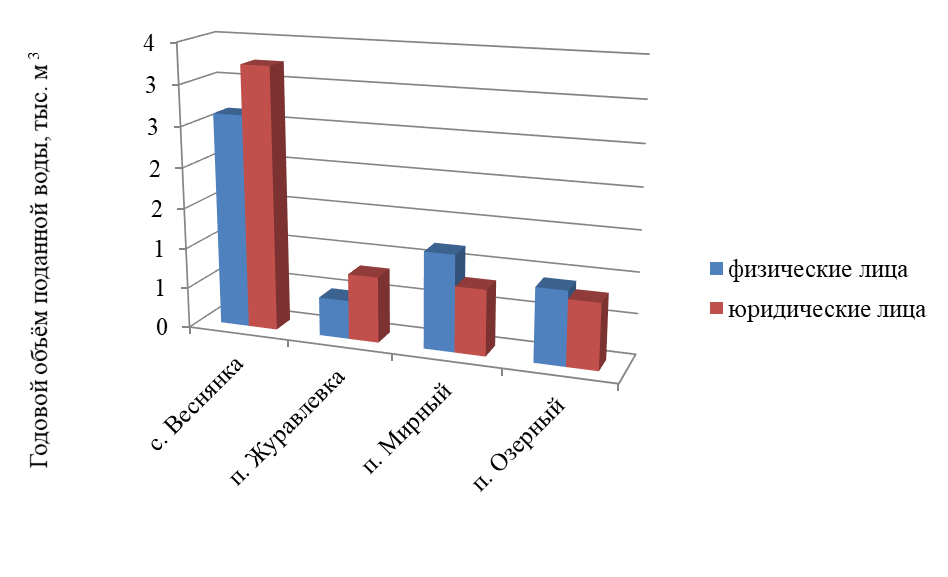 Годовой объём поданной воды, тыс. м 3
4
3
3
2
2
1
1
0
с. Веснянка
п. Журавлевка
п. Мирный
п. Озерный
физические лица
юридические лица